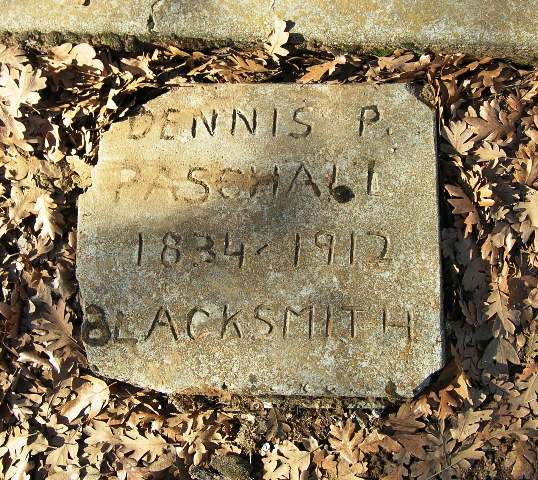 DENNIS P.
PASCHALL
1834-1912
BLACKSMITH